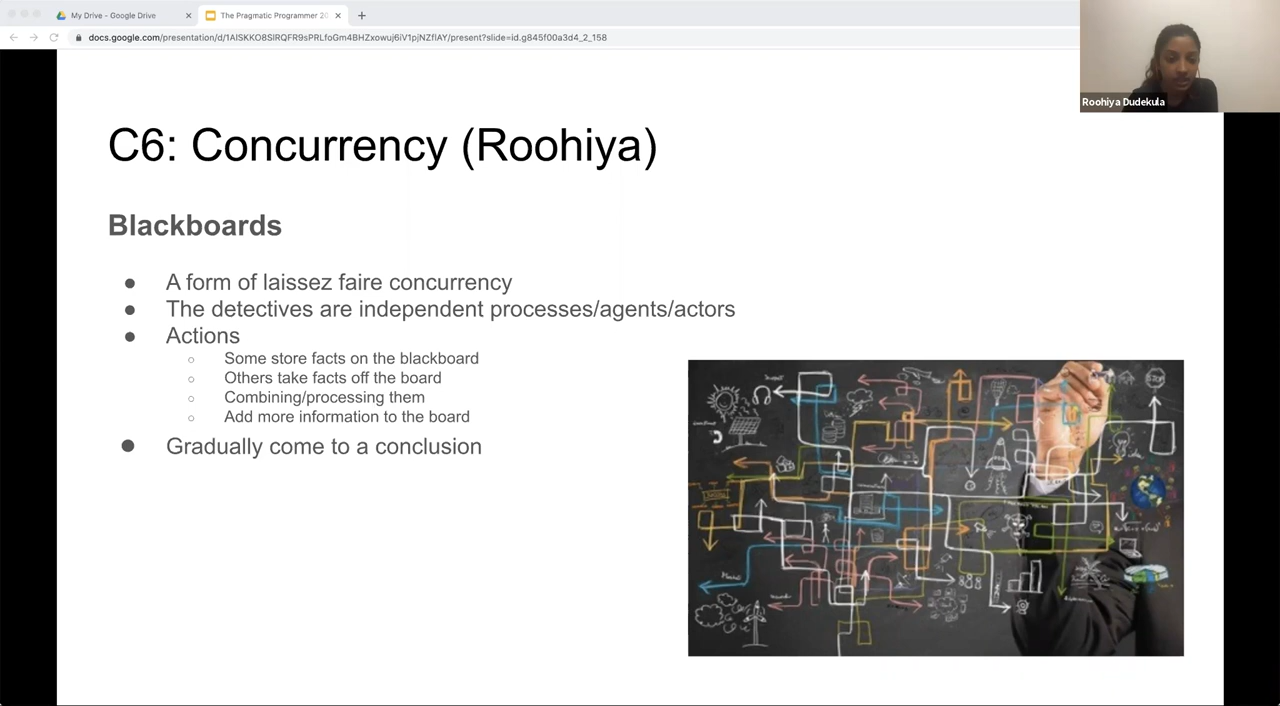 My Drive - Google Drive
The Pragmatic Programmer 20
docs.google.com/presentation/d/1AlSKKO8SlRQFR9sPRLfoGm4BHZxowuj6iV1pjNZflAY/present?slide=id.g845f00a3d4_2_158
Roohiya Dudekula
C6: Concurrency (Roohiya)
Blackboards
● A form of laissez faire concurrency
● The detectives are independent processes/agents/actors
● Actions
○ Some store facts on the blackboard
○ Others take facts off the board
○ Combining/processing them
○ Add more information to the board
● Gradually come to a conclusion
STOP
idea